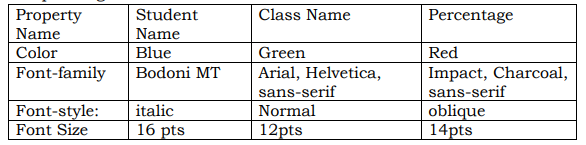 Property Name Student Name Class Name Percentage
Color Blue Green Red
Font-family Bodoni MT Arial, Helvetica, sans-serif Impact, Charcoal, sans-serif
Font-style: italic Normal oblique
Font Size 16 pts 12pts 14pts